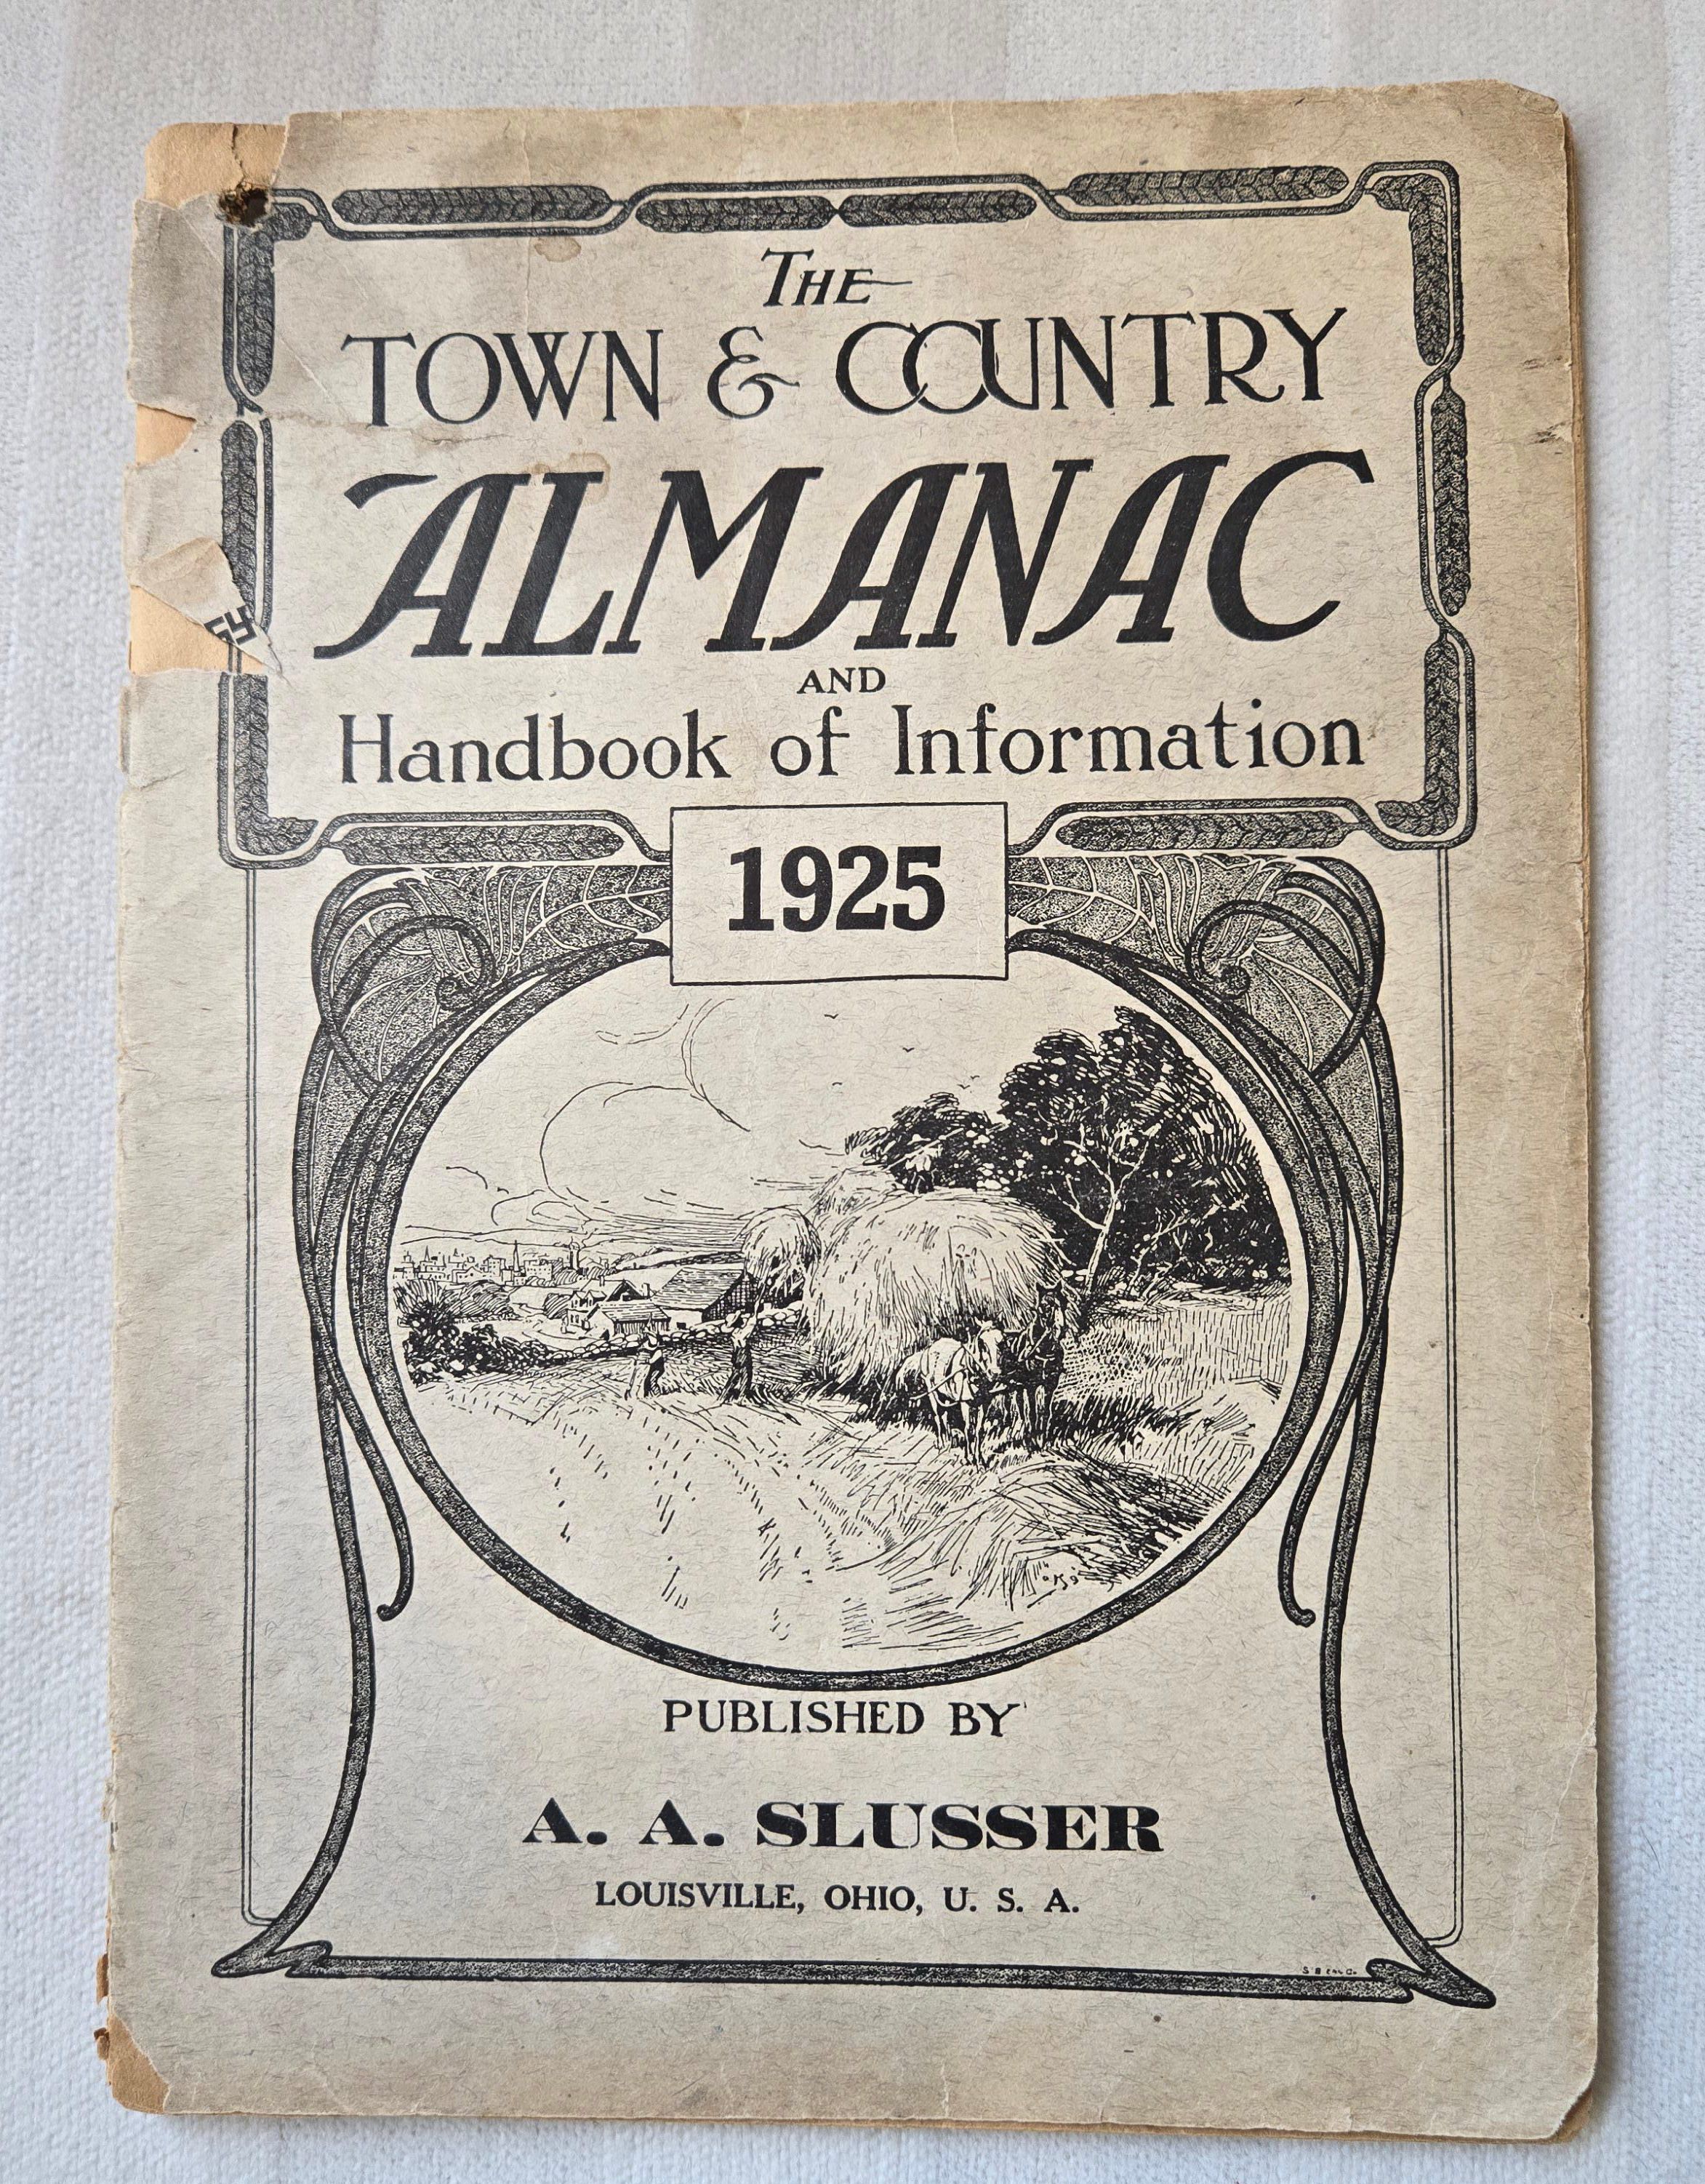 THE
TOWN & COUNTRY
ALMANAC
AND
Handbook of Information
1925
PUBLISHED BY
A. A. SLUSSER
LOUISVILLE, OHIO, U. S. A.